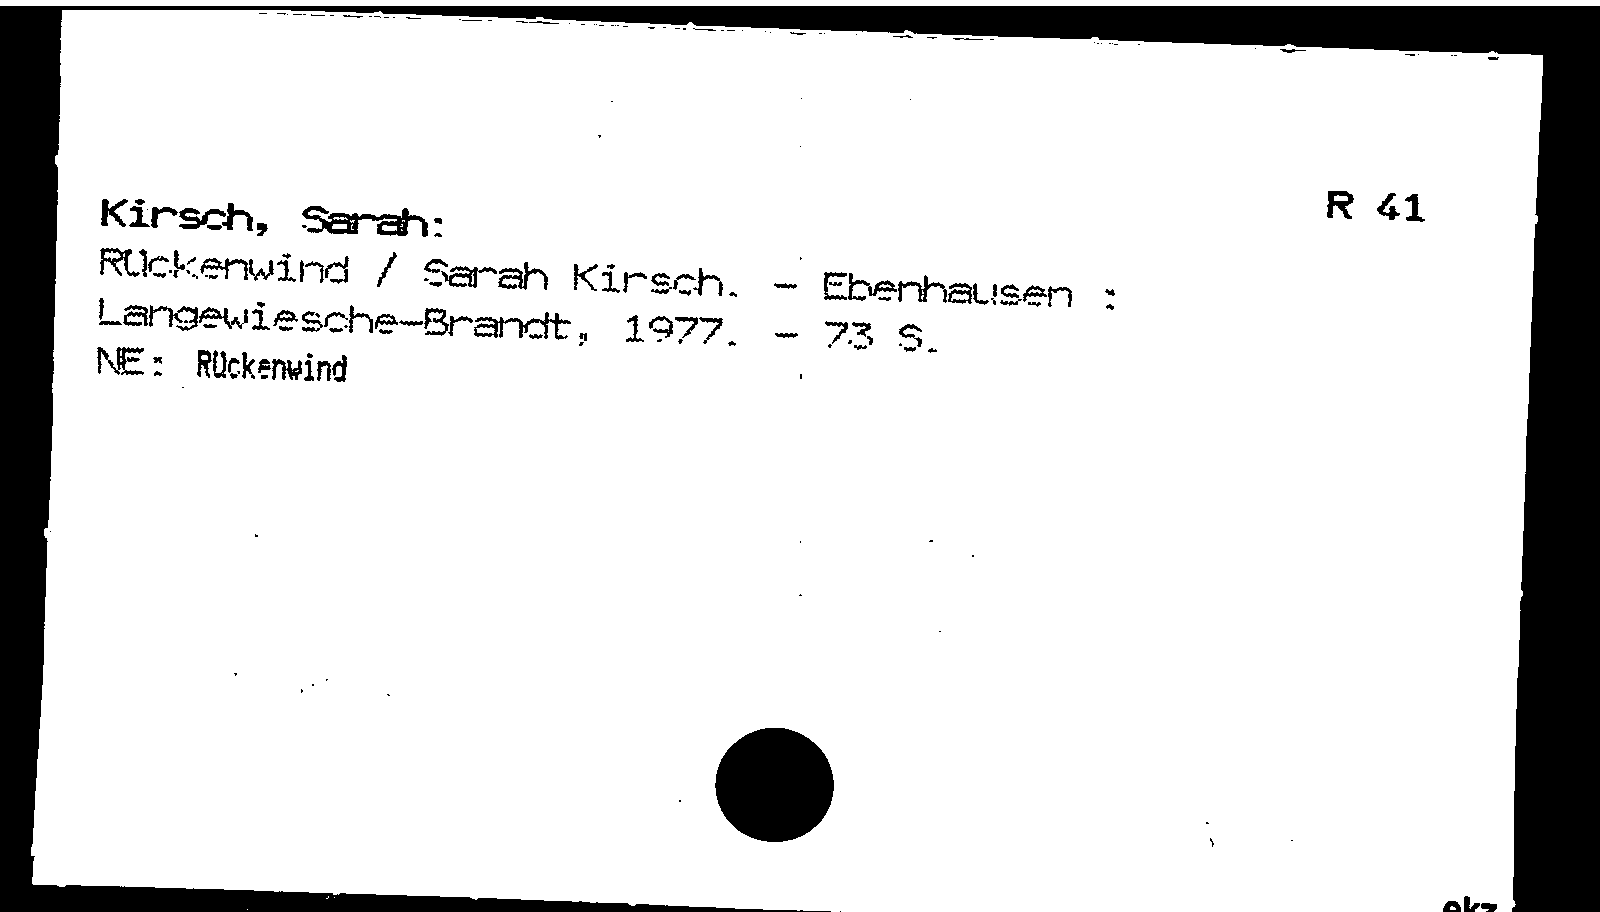 R 41
Kirsch, Sarah:
Rückenwind / Sarah Kirsch. - Ebenhausen :
Langewiesche-Brandt, 1977. - 73 S.
NE: Rückenwind
ekz